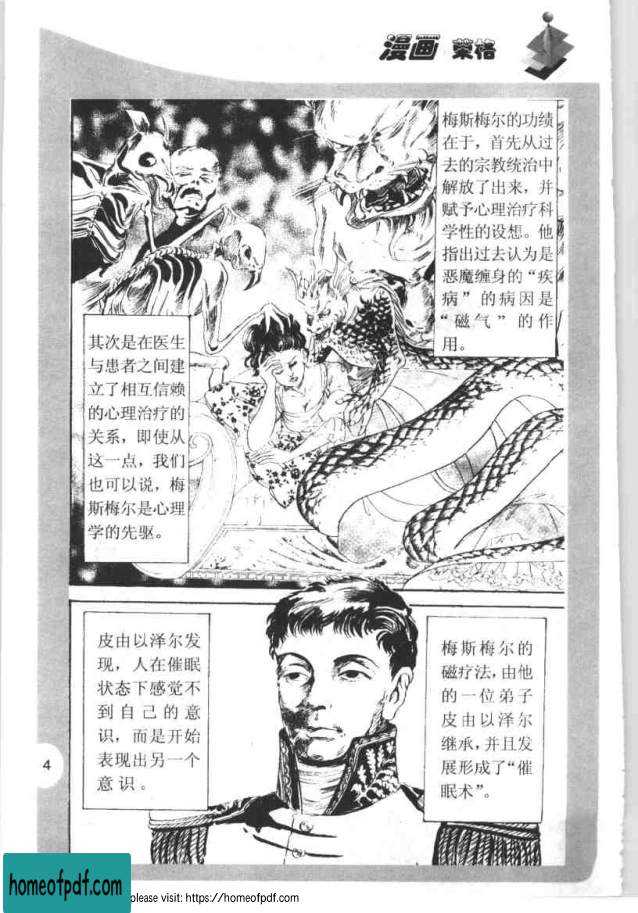 漫画 荣格
梅斯梅尔的功绩
在于，首先从过
去的宗教统治中
解放了出来，并
赋予心理治疗科
学性的设想。他
指出过去认为是
恶魔缠身的“疾
病”的病因是
“磁气”的作
用。
其次是在医生
与患者之间建
立了相互信赖
的心理治疗的
关系，即使从
这一点，我们
也可以说，梅
斯梅尔是心理
学的先驱。
梅斯梅尔的
磁疗法，由他
的一位弟子
皮由以泽尔
继承，并且发
展形成了“催
眠术”。
皮由以泽尔发
现，人在催眠
状态下感觉不
到自己的意
识，而是开始
表现出另一个
意识。
4
homeofpdf.com
please visit: https://homeofpdf.com